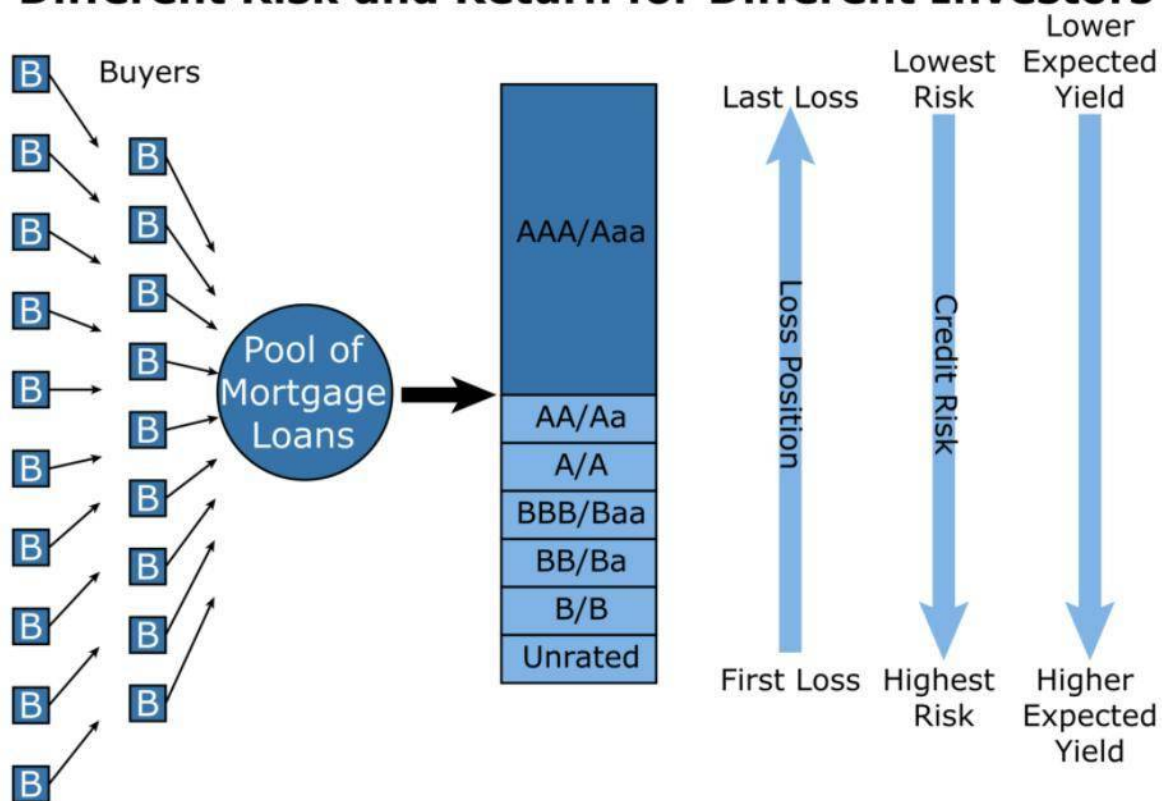 Different Risk and Return for Different Investors
B
B
B
B
B
B
B
B
B
B
Buyers
B
B
B
B
B
B
B
B
B
Pool of
Mortgage
Loans
AAA/Aaa
AA/Aa
A/A
BBB/Baa
BB/Ba
B/B
Unrated
Last Loss
Loss Position
First Loss
Lowest
Risk
Credit Risk
Highest
Risk
Lower
Expected
Yield
Higher
Expected
Yield